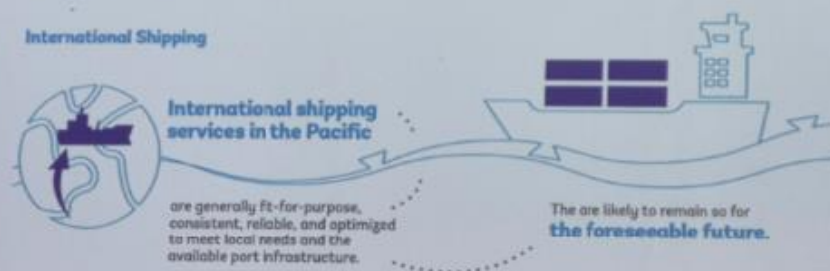 International Shipping
International shipping
services in the Pacific
are generally ft-for-purpose,
consistent, reliable, and optimized
to meet local needs and the
available port infrastructure.
The are likely to remain so for
the foreseeable future.